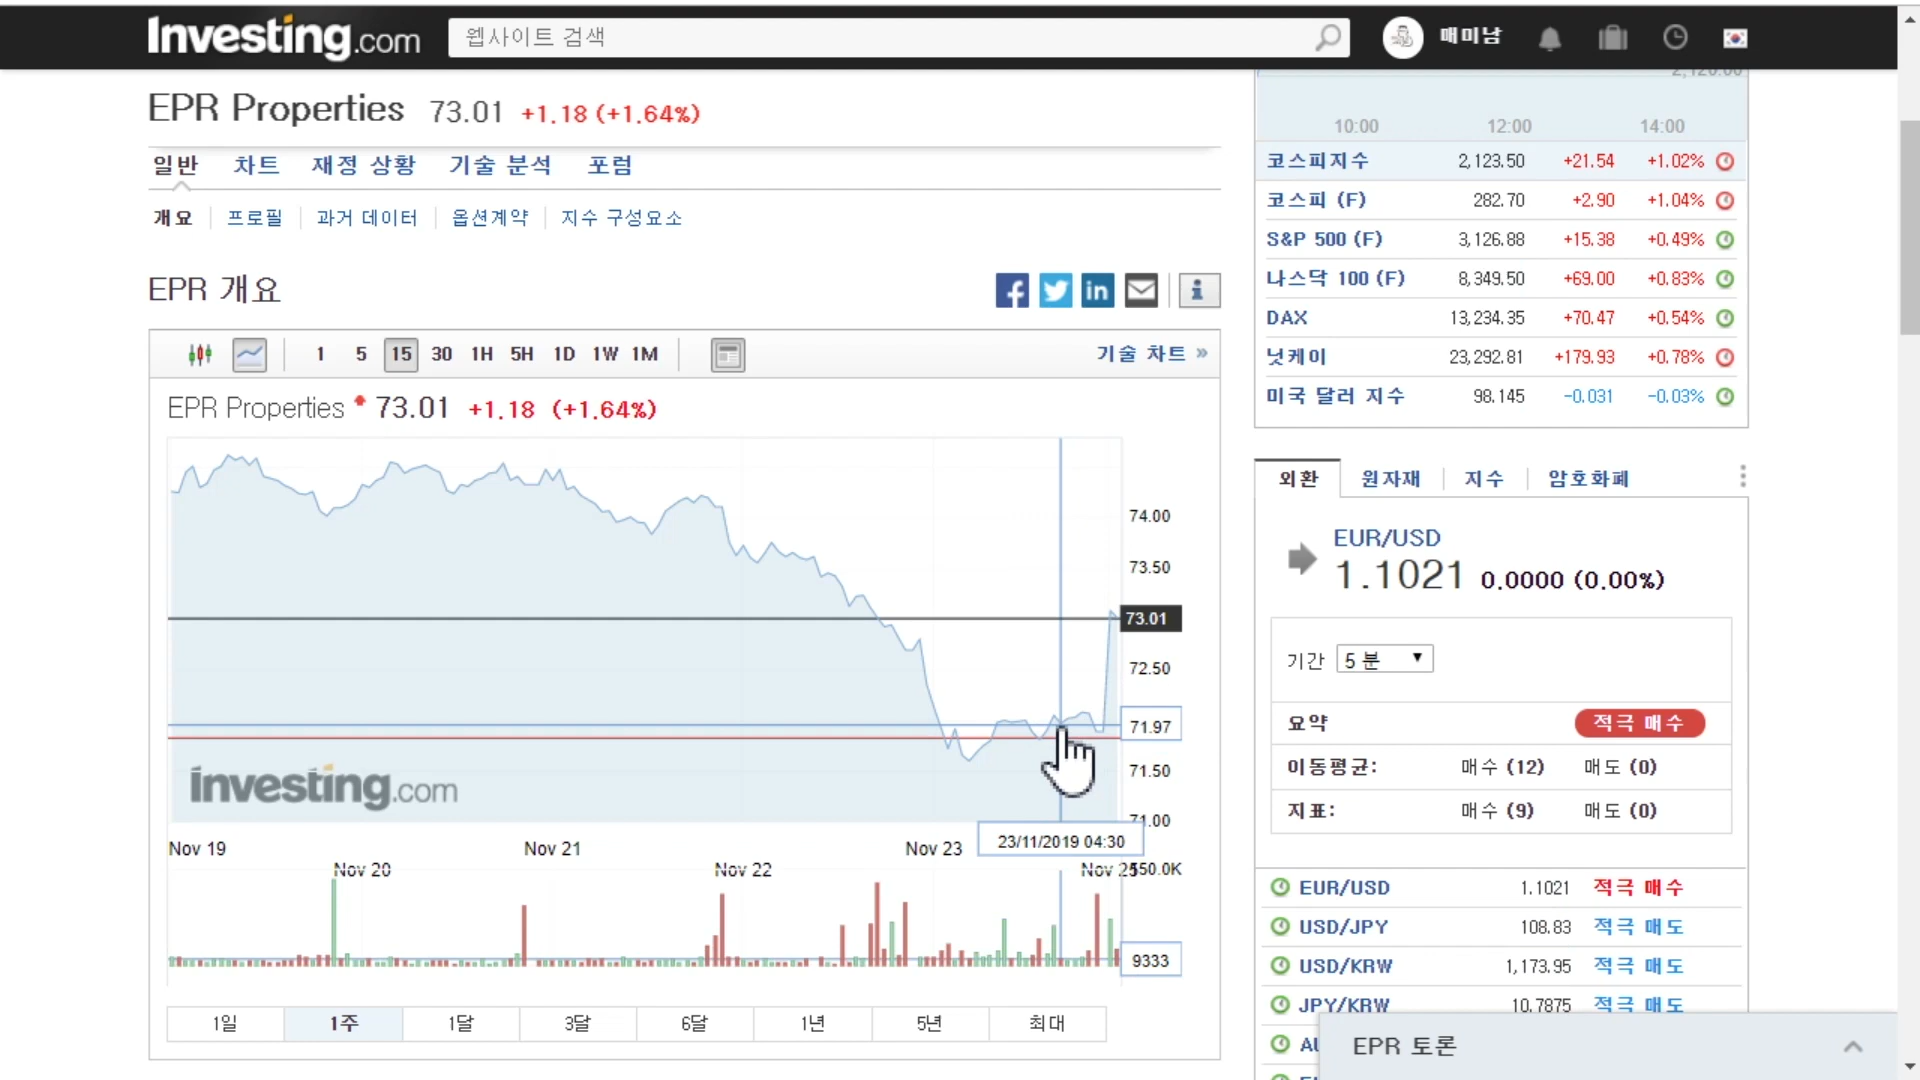 Investing.com
웹사이트 검색
매미남
EPR Properties 73.01 +1.18 (+1.64%)
일반 차트 재정 상황 기술 분석 포럼
개요 프로필 과거 데이터 옵션계약 지수 구성요소
EPR 개요
1 5 15 30 1H 5H 1D 1W 1M
기술 차트 »
EPR Properties 73.01 +1.18 (+1.64%)
74.00
73.50
73.01
72.50
71.97
71.50
71.00
Investing.com
23/11/2019 04:30
Nov 19 Nov 20 Nov 21 Nov 22 Nov 23
550.0K
9333
1일 1주 1달 3달 6달 1년 5년 최대
10:00 12:00 14:00
코스피지수 2,123.50 +21.54 +1.02%
코스피 (F) 282.70 +2.90 +1.04%
S&P 500 (F) 3,126.88 +15.38 +0.49%
나스닥 100 (F) 8,349.50 +69.00 +0.83%
DAX 13,234.35 +70.47 +0.54%
닛케이 23,292.81 +179.93 +0.78%
미국 달러 지수 98.145 -0.031 -0.03%
외환 원자재 지수 암호화폐
EUR/USD
1.1021 0.0000 (0.00%)
기간 5 분
요약 적극 매수
이동평균: 매수 (12) 매도 (0)
지표: 매수 (9) 매도 (0)
EUR/USD 1.1021 적극 매수
USD/JPY 108.83 적극 매도
USD/KRW 1,173.95 적극 매도
JPY/KRW 10.7875 적극 매도
EPR 토론